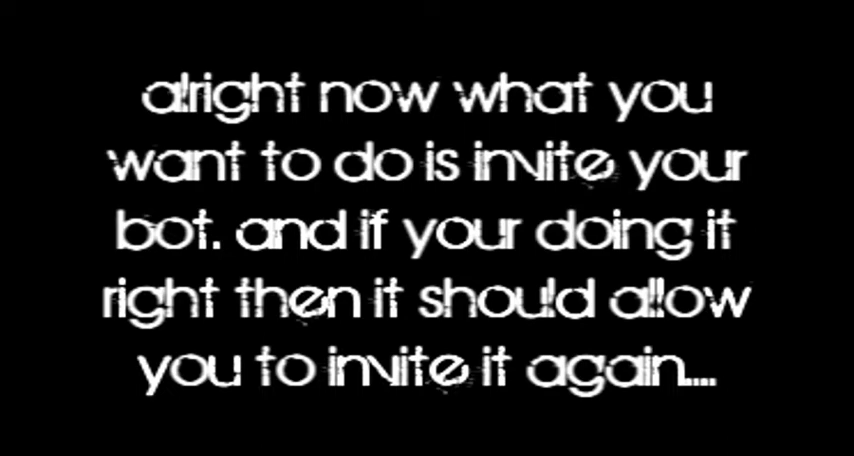 alright now what you
want to do is invite your
bot. and if your doing it
right then it should allow
you to invite it again....